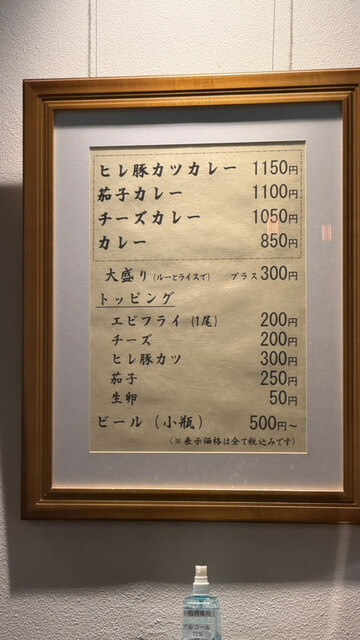 ヒレ豚カツカレー 1150円
茄子カレー 1100円
チーズカレー 1050円
カレー 850円
大盛り(ルーとライスで) プラス300円
トッピング
エビフライ (1尾) 200円
チーズ 200円
ヒレ豚カツ 300円
茄子 250円
生卵 50円
ビール (小瓶) 500円～
(※表示価格は全て税込みです)
アルコール